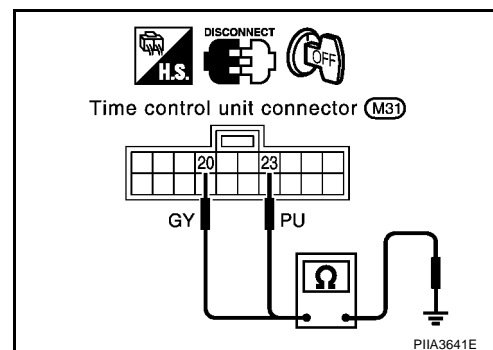 DISCONNECT
H.S.
OFF
Time control unit connector M31
20 23
GY PU
Ω
PIIA3641E